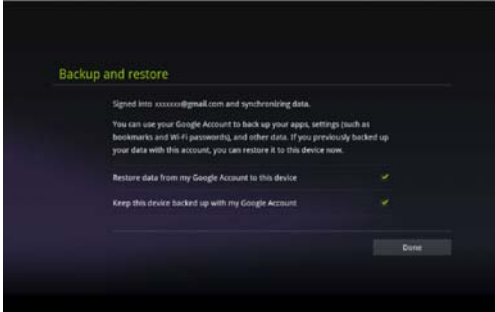 Backup and restore
Signed into xxxxxxx@gmail.com and synchronizing data.
You can use your Google Account to back up your apps, settings (such as
bookmarks and Wi-Fi passwords), and other data. If you previously backed up
your data with this account, you can restore it to this device now.
Restore data from my Google Account to this device
Keep this device backed up with my Google Account
Done